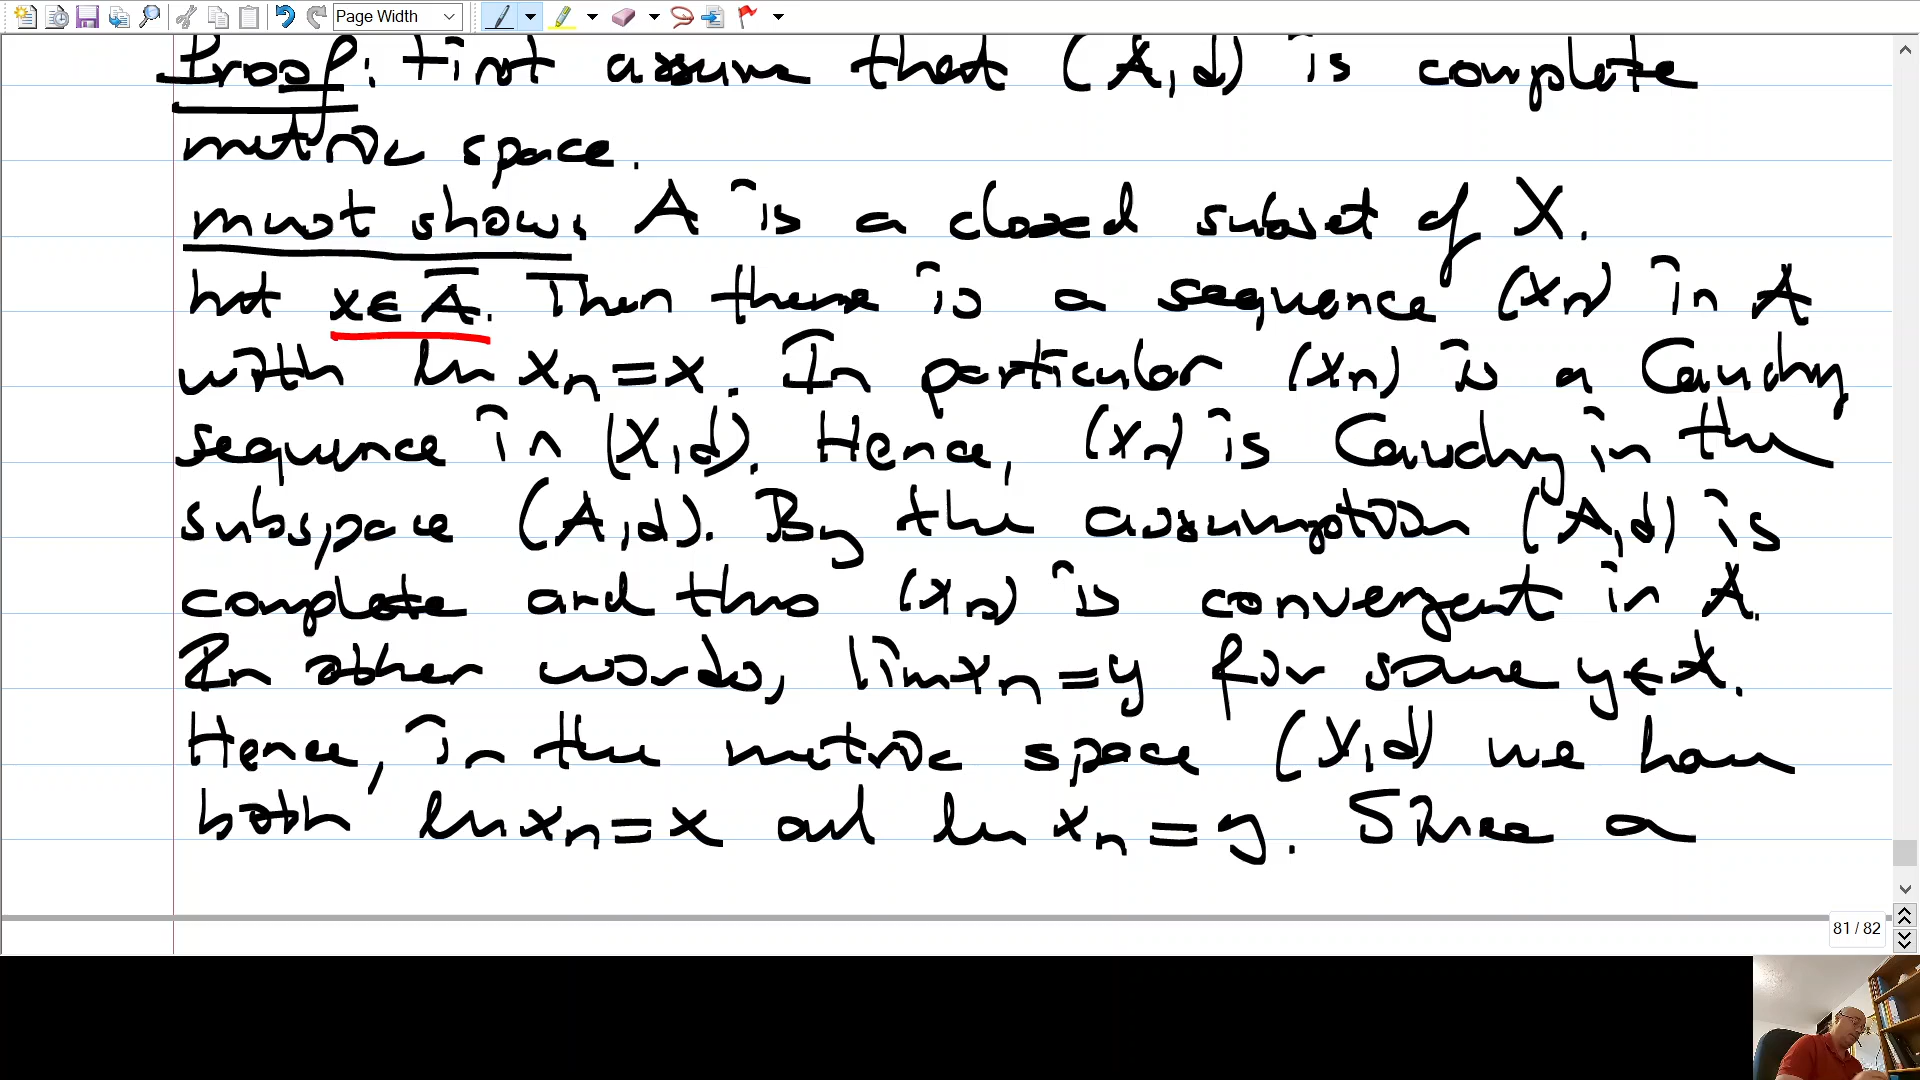 Page Width
Proof: First assume that (A,d) is complete
metric space.
must show: A is a closed subset of X.
Let x∈A̅. Then there is a sequence (xn) in A
with lim xn = x. In particular (xn) is a Cauchy
sequence in (X,d). Hence, (xn) is Cauchy in the
subspace (A,d). By the assumption (A,d) is
complete and thus (xn) is convergent in A.
In other words, lim xn = y for some y∈A.
Hence, in the metric space (X,d) we have
both lim xn = x and lim xn = y. Since a
81 / 82